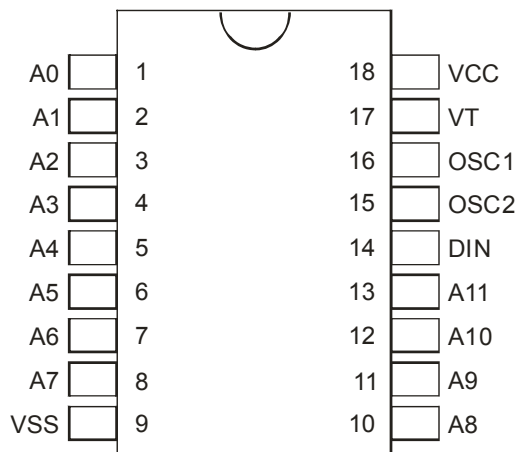 A0 1 18 VCC
A1 2 17 VT
A2 3 16 OSC1
A3 4 15 OSC2
A4 5 14 DIN
A5 6 13 A11
A6 7 12 A10
A7 8 11 A9
VSS 9 10 A8